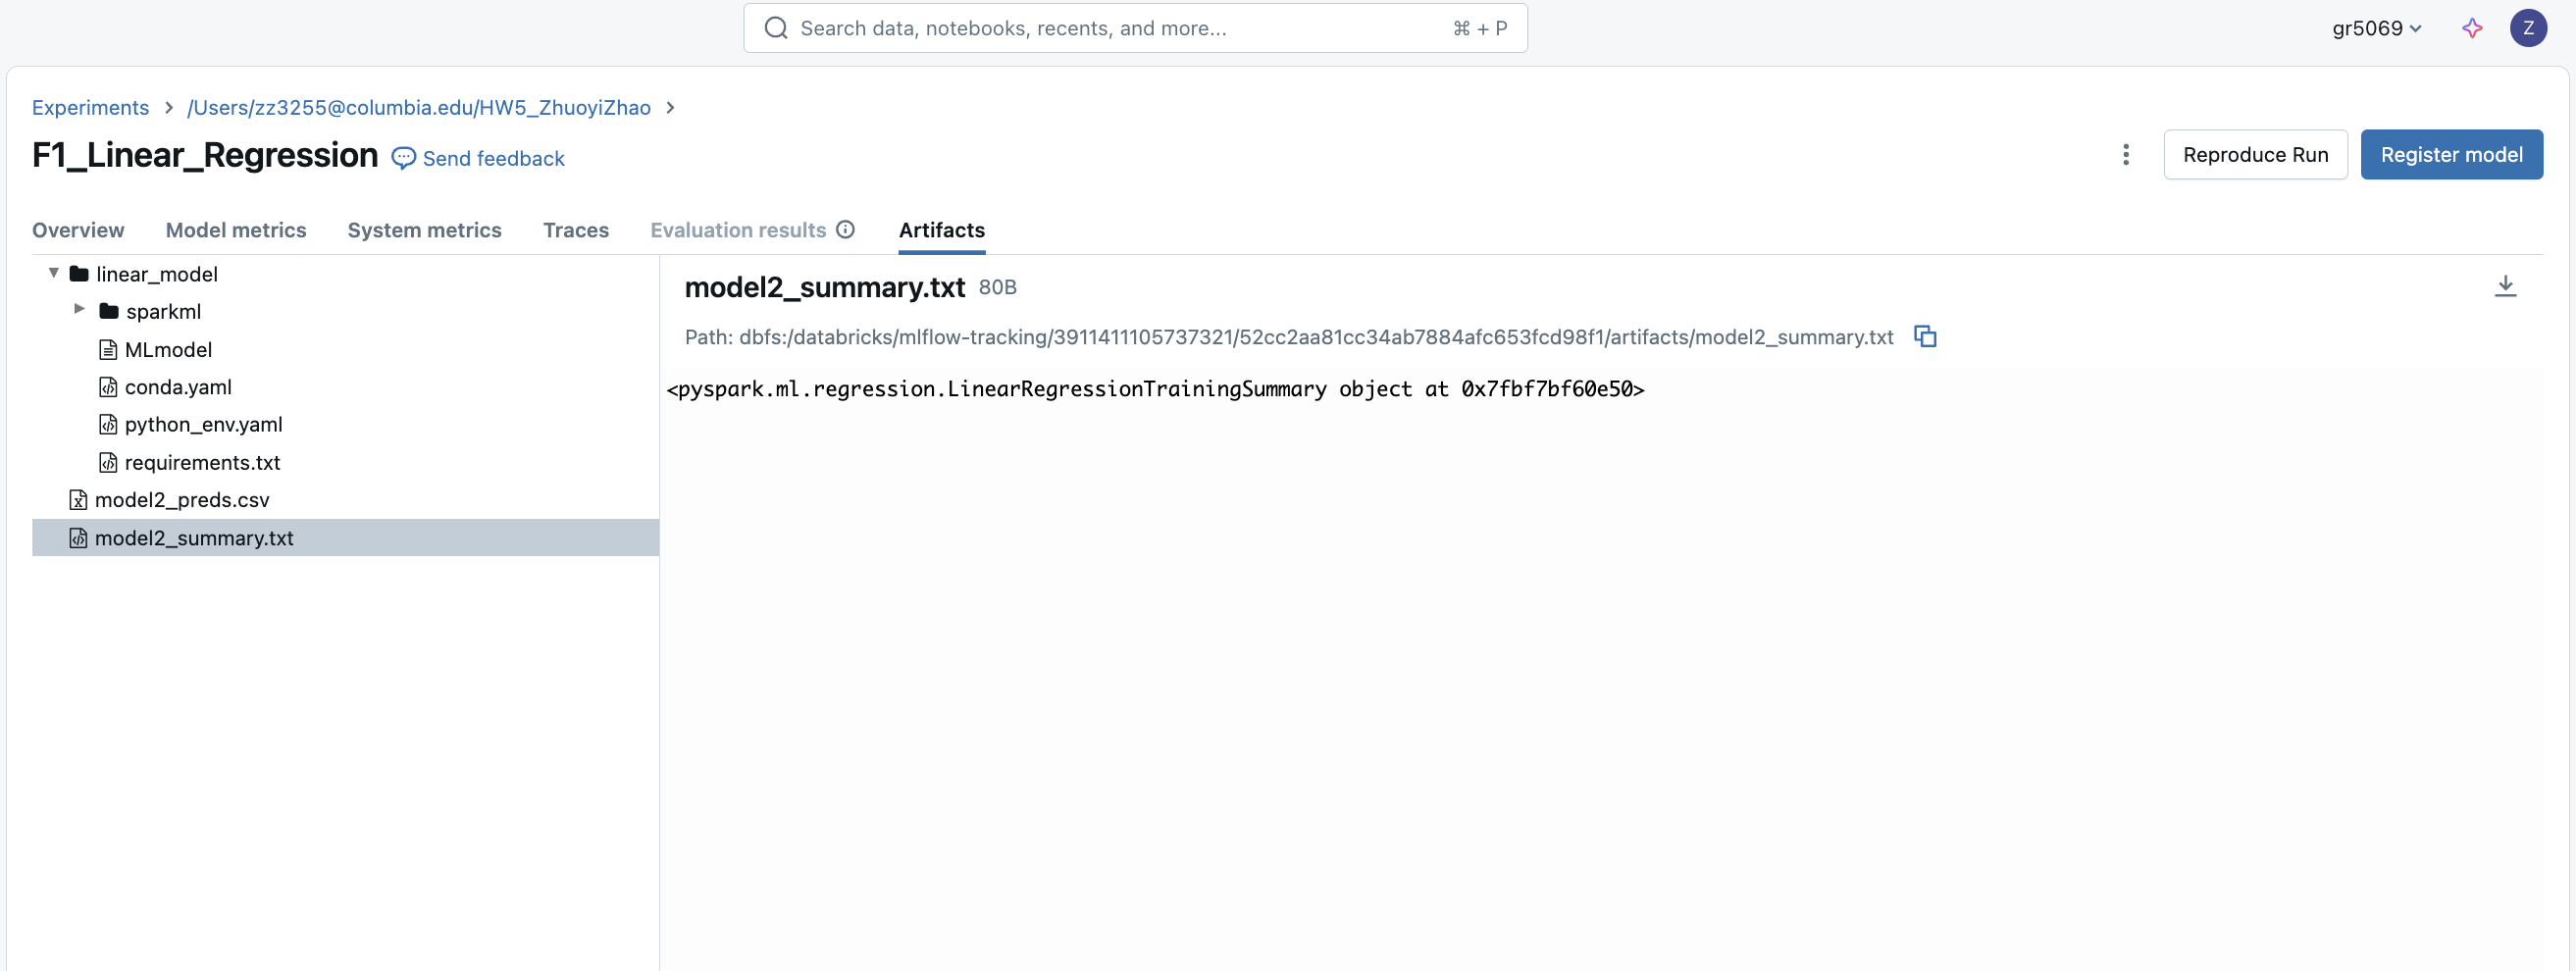 Search data, notebooks, recents, and more... ⌘ + P
gr5069
Z
Experiments > /Users/zz3255@columbia.edu/HW5_ZhuoyiZhao >
F1_Linear_Regression Send feedback
Reproduce Run
Register model
Overview Model metrics System metrics Traces Evaluation results Artifacts
linear_model
sparkml
MLmodel
conda.yaml
python_env.yaml
requirements.txt
model2_preds.csv
model2_summary.txt
model2_summary.txt 80B
Path: dbfs:/databricks/mlflow-tracking/3911411105737321/52cc2aa81cc34ab7884afc653fcd98f1/artifacts/model2_summary.txt
<pyspark.ml.regression.LinearRegressionTrainingSummary object at 0x7fbf7bf60e50>